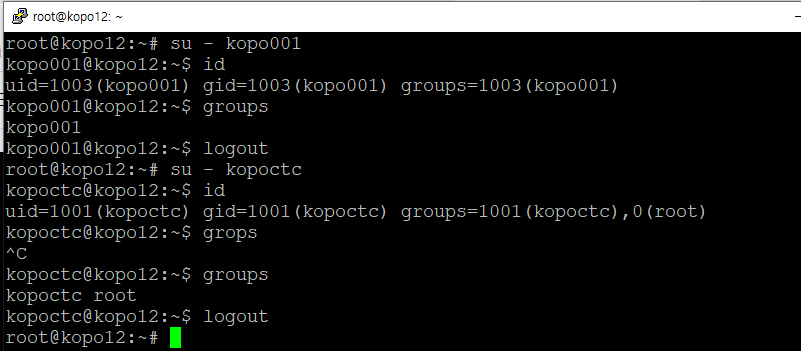 root@kopo12: ~
root@kopo12:~# su - kopo001
kopo001@kopo12:~$ id
uid=1003(kopo001) gid=1003(kopo001) groups=1003(kopo001)
kopo001@kopo12:~$ groups
kopo001
kopo001@kopo12:~$ logout
root@kopo12:~# su - kopoctc
kopoctc@kopo12:~$ id
uid=1001(kopoctc) gid=1001(kopoctc) groups=1001(kopoctc),0(root)
kopoctc@kopo12:~$ grops
^C
kopoctc@kopo12:~$ groups
kopoctc root
kopoctc@kopo12:~$ logout
root@kopo12:~#